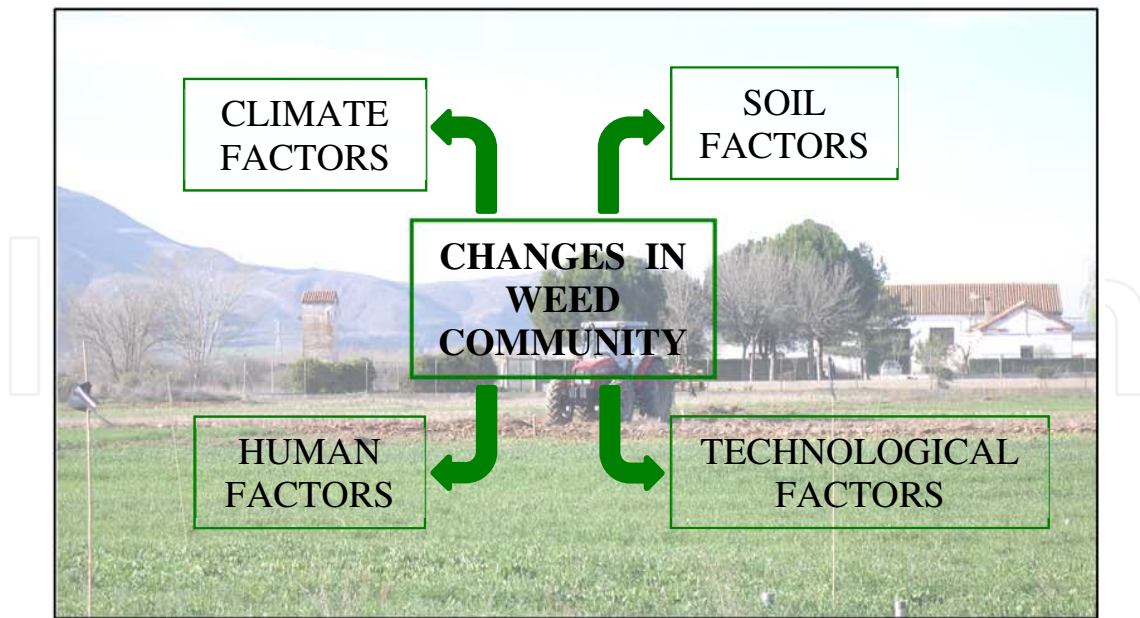 CLIMATE
FACTORS
SOIL
FACTORS
CHANGES IN
WEED
COMMUNITY
HUMAN
FACTORS
TECHNOLOGICAL
FACTORS